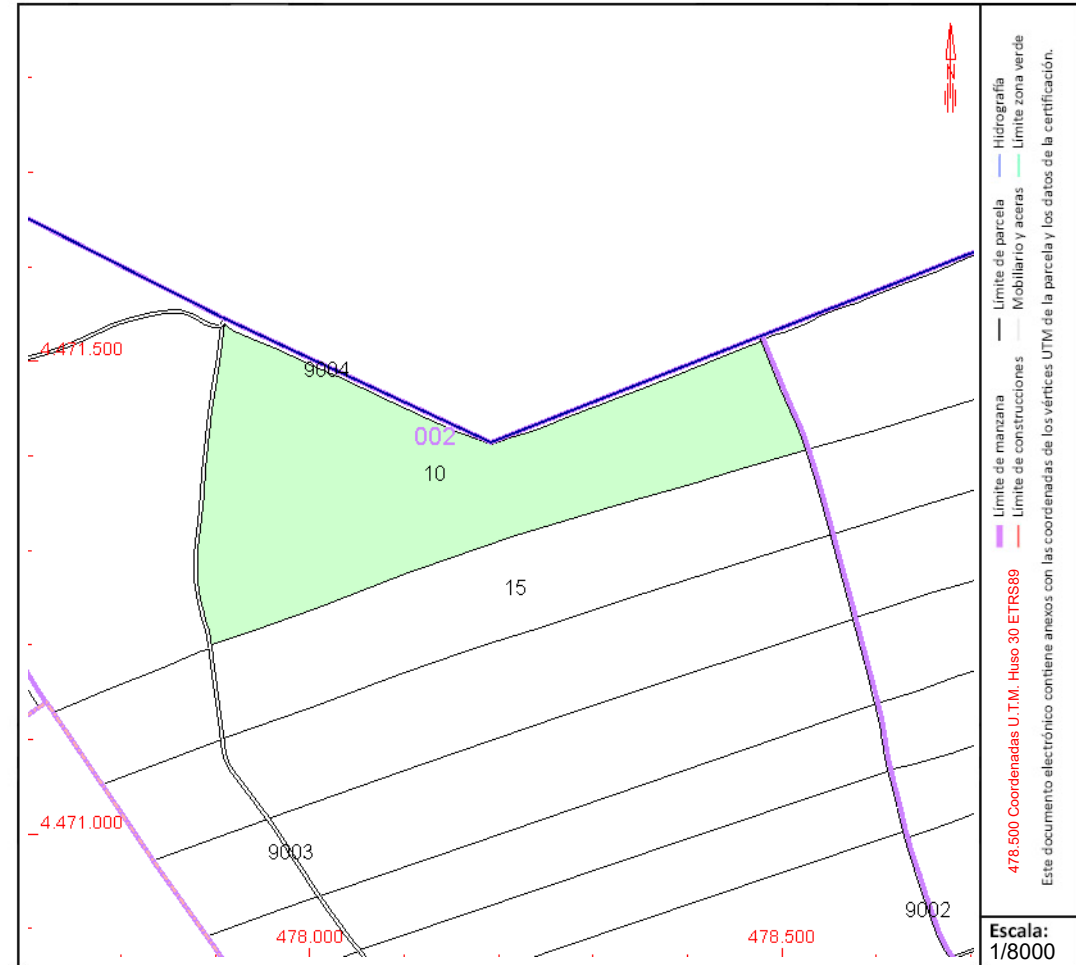 N
4.471.500
9004
002
10
15
4.471.000
9003
9002
478.000
478.500
Límite de manzana
Límite de parcela
Hidrografía
Límite de construcciones
Mobiliario y aceras
Límite zona verde
478.500 Coordenadas U.T.M. Huso 30 ETRS89
Este documento electrónico contiene anexos con las coordenadas de los vértices UTM de la parcela y los datos de la certificación.
Escala:
1/8000